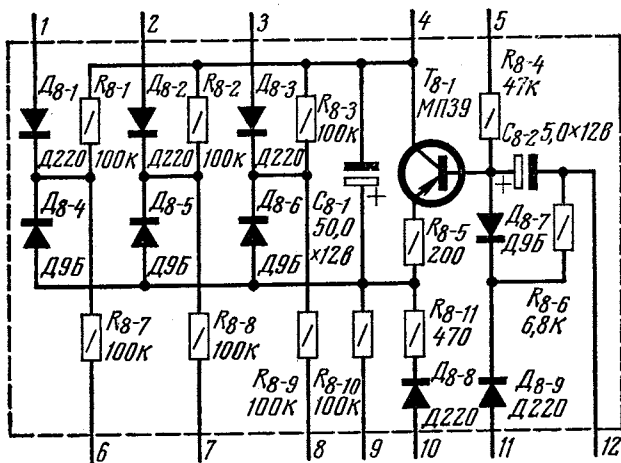 1
2
3
4
5
Д8-1
R8-1
Д8-2
R8-2
Д8-3
R8-3
100к
T8-1
МП39
R8-4
47к
C8-2
5,0×12в
Д220
100к
Д220
100к
Д220
Д8-4
Д8-5
Д8-6
C8-1
50,0
×12в
+
+
Д9Б
Д9Б
Д9Б
R8-5
200
Д8-7
Д9Б
R8-6
6,8к
R8-7
100к
R8-8
100к
R8-9
100к
R8-10
100к
R8-11
470
Д8-8
Д220
Д8-9
Д220
6
7
8
9
10
11
12